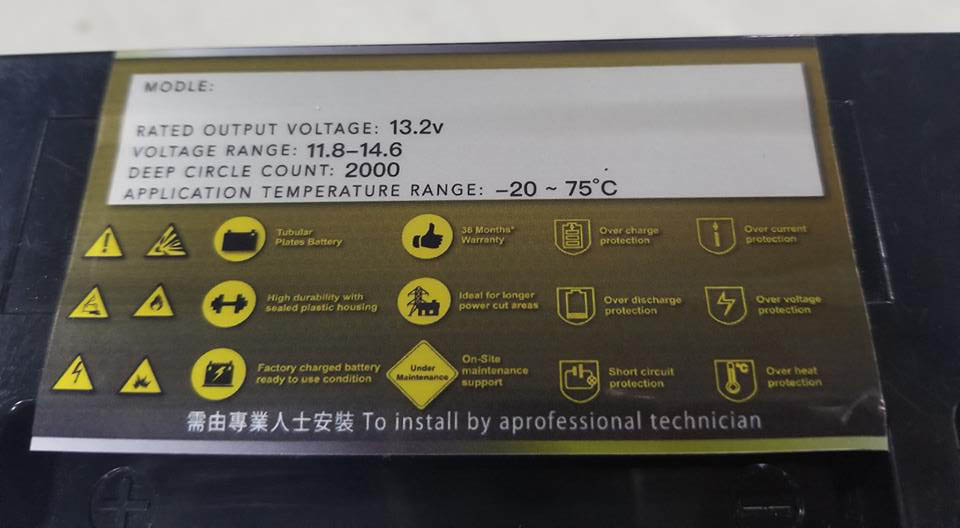 MODLE:
RATED OUTPUT VOLTAGE: 13.2v
VOLTAGE RANGE: 11.8–14.6
DEEP CIRCLE COUNT: 2000
APPLICATION TEMPERATURE RANGE: –20 ~ 75°C
Tubular
Plates Battery
36 Months*
Warranty
Over charge
protection
Over current
protection
High durability with
sealed plastic housing
Ideal for longer
power cut areas
Over discharge
protection
Over voltage
protection
Factory charged battery
ready to use condition
Under
Maintenance
On-Site
maintenance
support
Short circuit
protection
Over heat
protection
需由專業人士安裝 To install by aprofessional technician